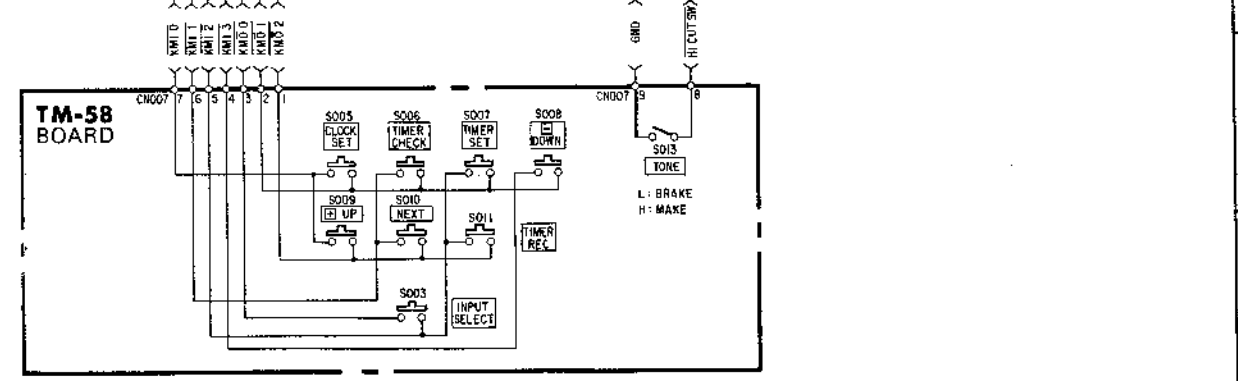 KMI 0
KMI 1
KMI 2
KMI 3
KMO 0
KMO 1
KMO 2
GND
HI CUT SW
CN007 7 6 5 4 3 2 1
CN007 9 8
TM-58
BOARD
S005
CLOCK
SET
S006
TIMER
CHECK
S007
TIMER
SET
S008
⊟
DOWN
S013
TONE
L : BRAKE
H : MAKE
S009
⊞ UP
S010
NEXT
S011
TIMER
REC
S003
INPUT
SELECT